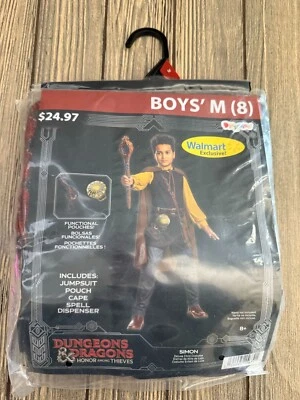 BOYS' M (8)
$24.97
Walmart
Exclusive!
FUNCTIONAL
POUCHES!
BOLSAS
FUNCIONALES!
POCHETTES
FONCTIONNELLES!
INCLUDES:
JUMPSUIT
POUCH
CAPE
SPELL
DISPENSER
8+
DUNGEONS
& DRAGONS
HONOR AMONG THIEVES
SIMON